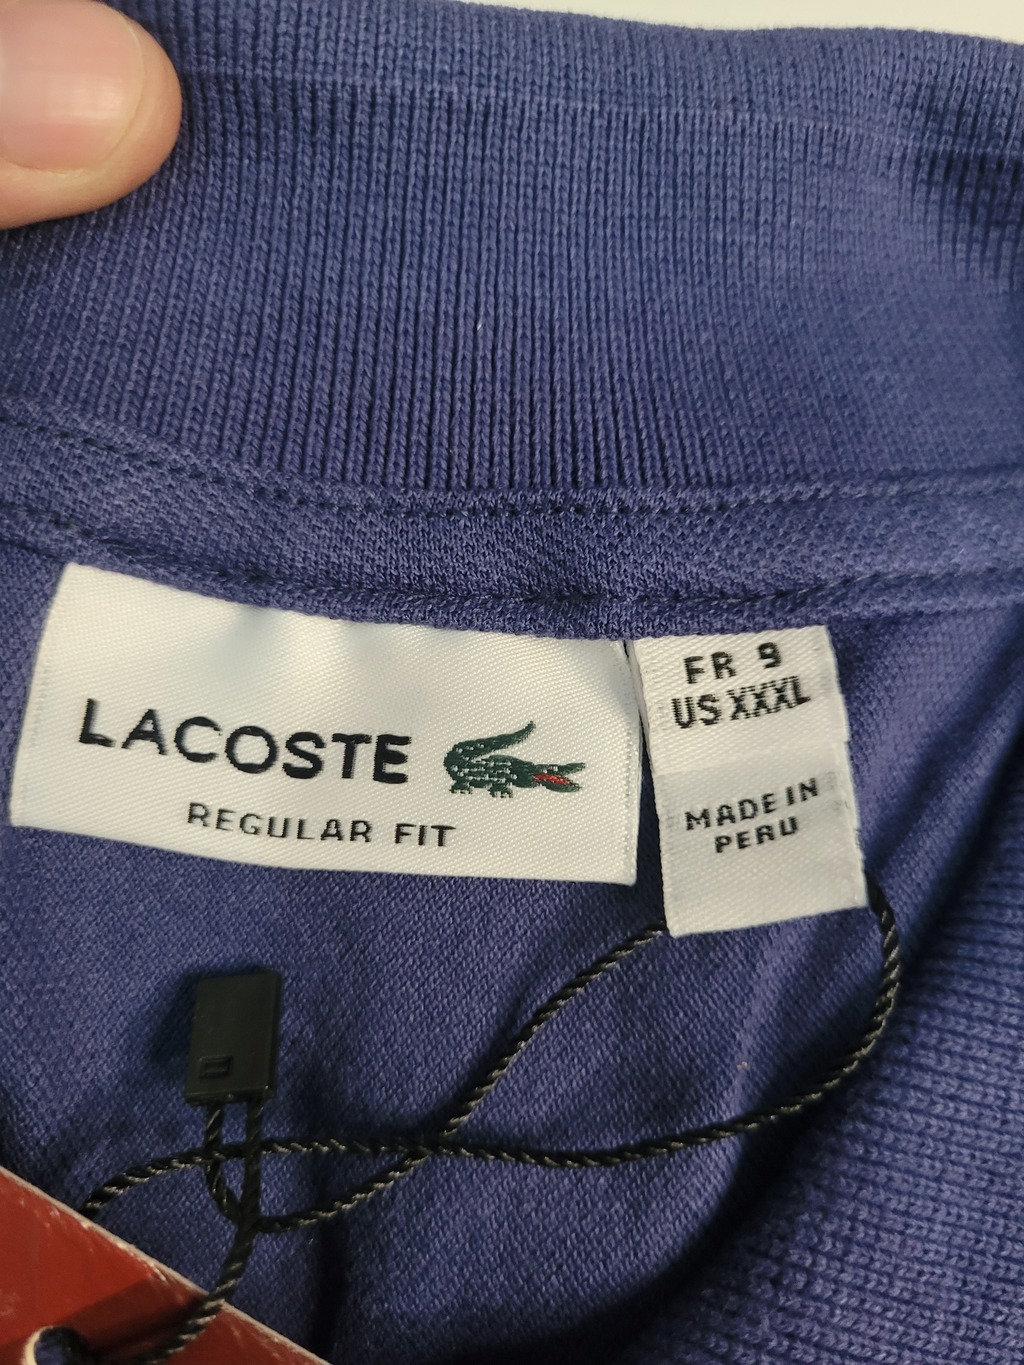 LACOSTE
REGULAR FIT
FR 9
US XXXL
MADE IN
PERU